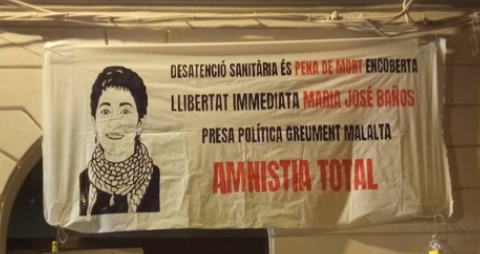 DESATENCIÓ SANITÀRIA ÉS PENA DE MORT ENCOBERTA
LLIBERTAT IMMEDIATA MARIA JOSÉ BAÑOS
PRESA POLÍTICA GREUMENT MALALTA
AMNISTIA TOTAL